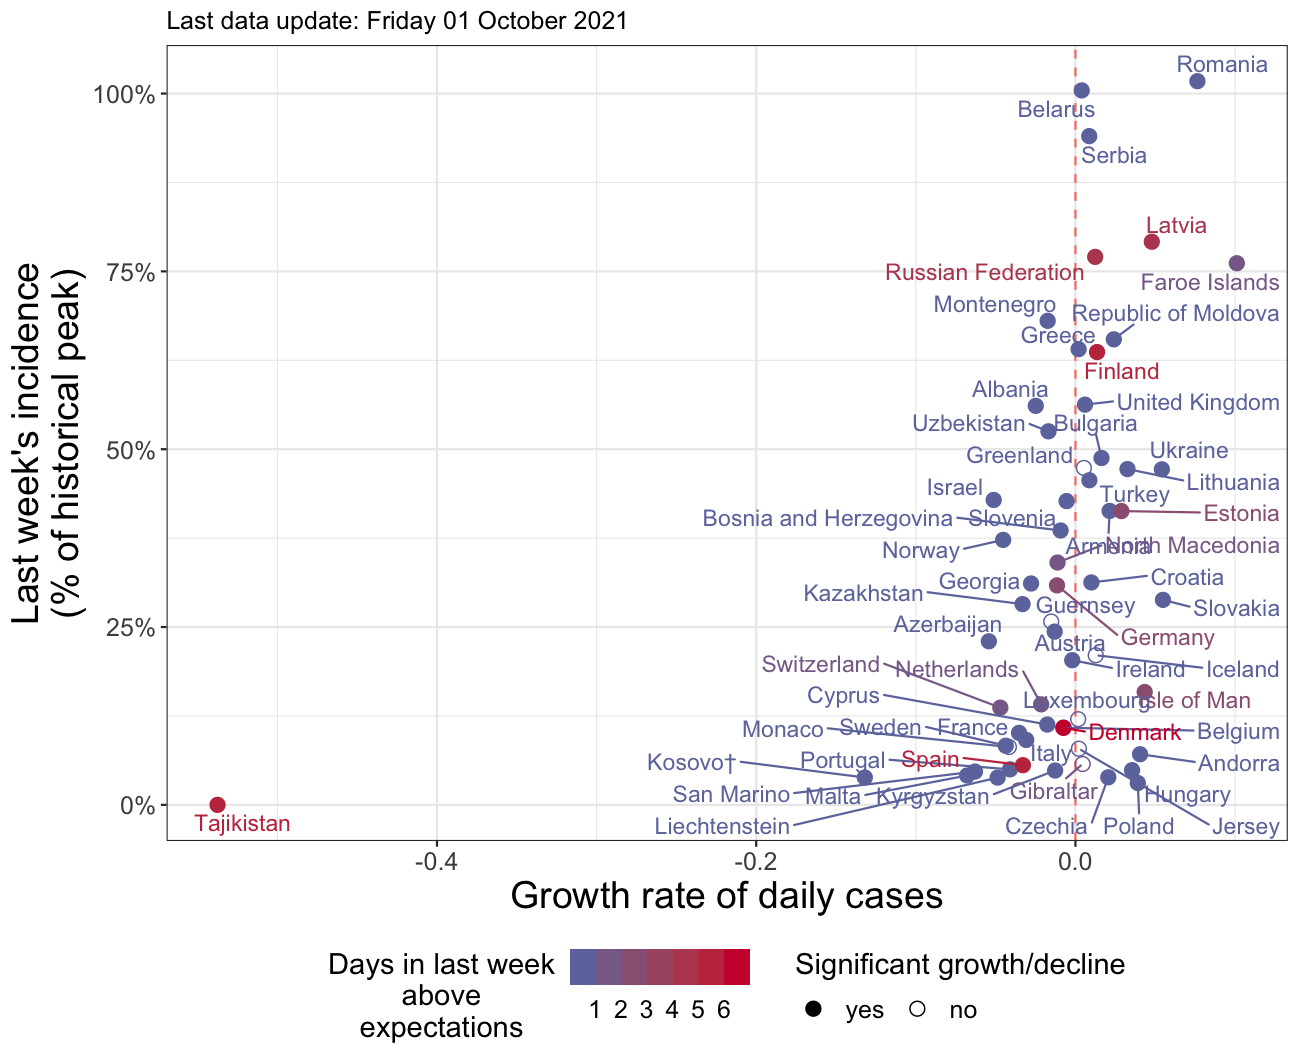 Last data update: Friday 01 October 2021
Romania
100%
Belarus
Serbia
Latvia
75%
Russian Federation
Faroe Islands
Montenegro
Republic of Moldova
Greece
Finland
Albania
United Kingdom
Uzbekistan
Bulgaria
50%
Greenland
Ukraine
Lithuania
Israel
Turkey
Bosnia and Herzegovina
Slovenia
Estonia
Norway
Armenia
North Macedonia
Georgia
Croatia
Kazakhstan
Guernsey
Slovakia
25%
Azerbaijan
Germany
Austria
Switzerland
Netherlands
Ireland
Iceland
Cyprus
Luxembourg
Isle of Man
Monaco
Sweden
France
Denmark
Belgium
Kosovo†
Portugal
Spain
Italy
Andorra
San Marino
Malta
Kyrgyzstan
Gibraltar
Hungary
0%
Tajikistan
Liechtenstein
Czechia
Poland
Jersey
Last week's incidence
(% of historical peak)
-0.4
-0.2
0.0
Growth rate of daily cases
Days in last week
above
expectations
1 2 3 4 5 6
Significant growth/decline
yes
no